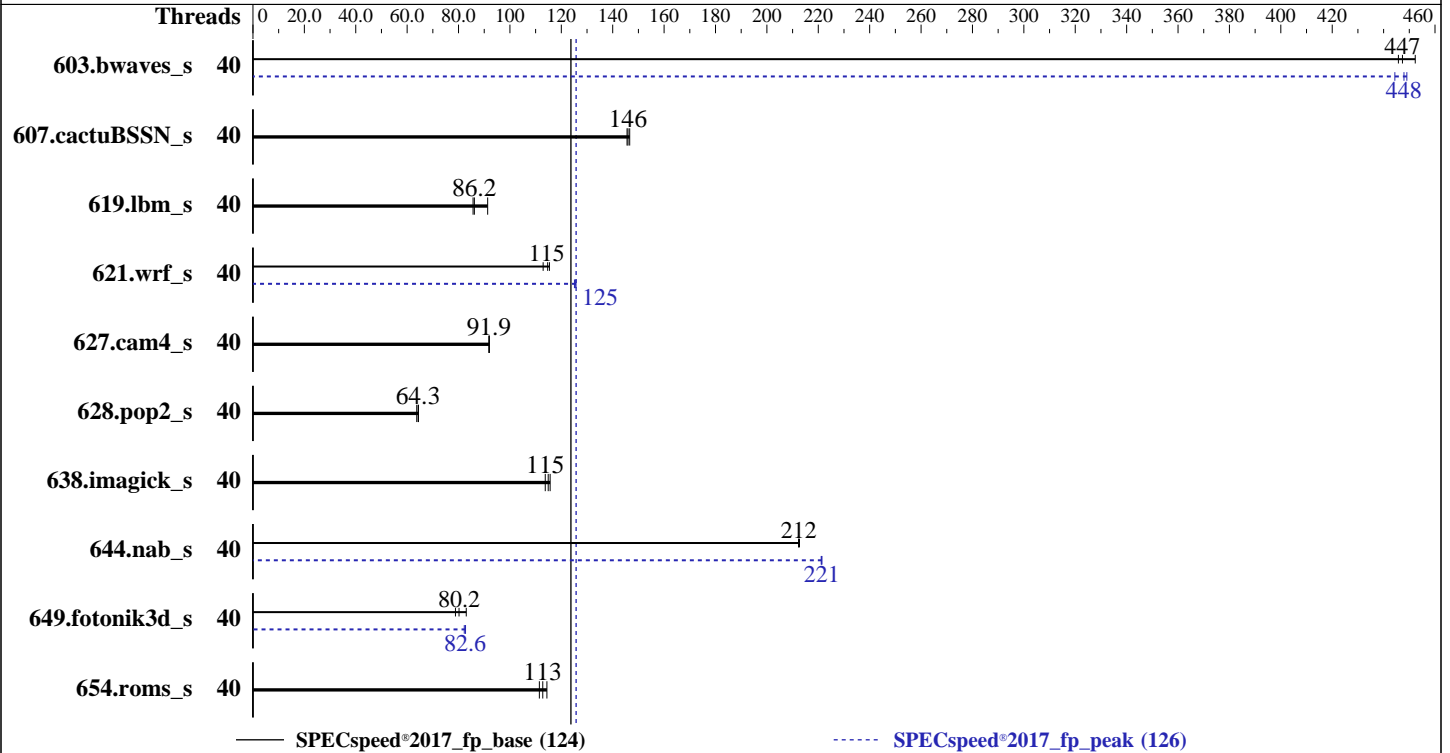 Threads 0 20.0 40.0 60.0 80.0 100 120 140 160 180 200 220 240 260 280 300 320 340 360 380 400 420 460
447
603.bwaves_s 40
448
146
607.cactuBSSN_s 40
86.2
619.lbm_s 40
115
621.wrf_s 40
125
91.9
627.cam4_s 40
64.3
628.pop2_s 40
115
638.imagick_s 40
212
644.nab_s 40
221
80.2
649.fotonik3d_s 40
82.6
113
654.roms_s 40
SPECspeed®2017_fp_base (124) SPECspeed®2017_fp_peak (126)